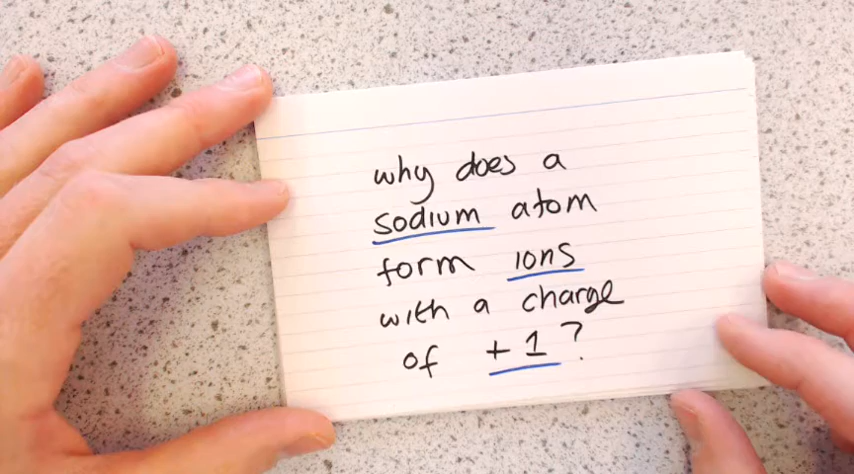 why does a
sodium atom
form ions
with a charge
of +1?